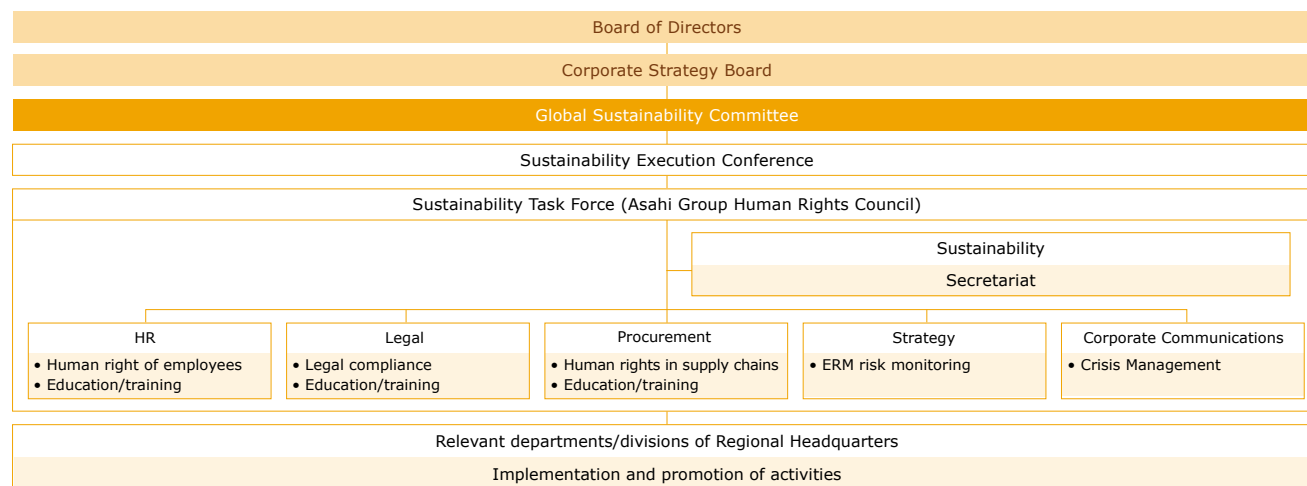 Board of Directors
Corporate Strategy Board
Global Sustainability Committee
Sustainability Execution Conference
Sustainability Task Force (Asahi Group Human Rights Council)
Sustainability
Secretariat
HR
• Human right of employees
• Education/training
Legal
• Legal compliance
• Education/training
Procurement
• Human rights in supply chains
• Education/training
Strategy
• ERM risk monitoring
Corporate Communications
• Crisis Management
Relevant departments/divisions of Regional Headquarters
Implementation and promotion of activities